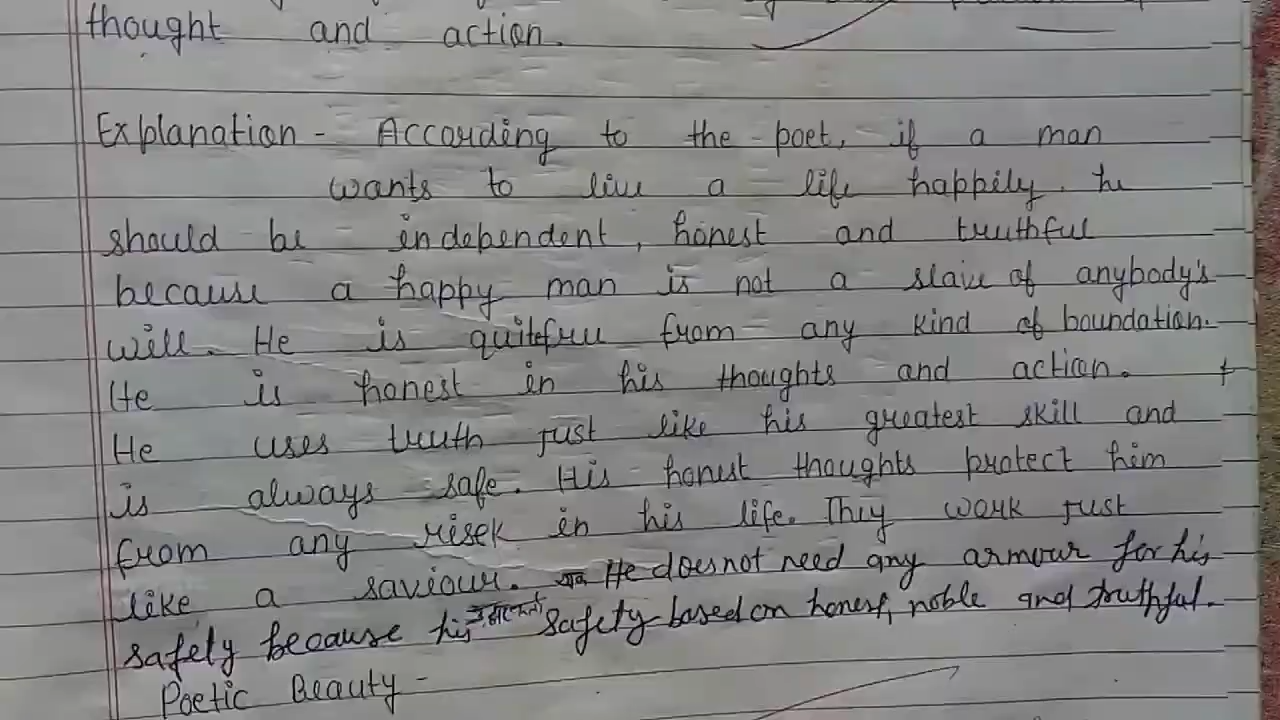 thought and action.
Explanation - According to the poet, if a man
wants to live a life happily. he
should be independent, honest and truthful
because a happy man is not a slave of anybody's
will. He is quite free from any kind of boundation.
He is honest in his thoughts and action.
He uses truth just like his greatest skill and
is always safe. His honest thoughts protect him
from any risek in his life. They work just
like a saviour. He does not need any armour for his
safely because his safety based on honest, noble and truthful.
Poetic Beauty -